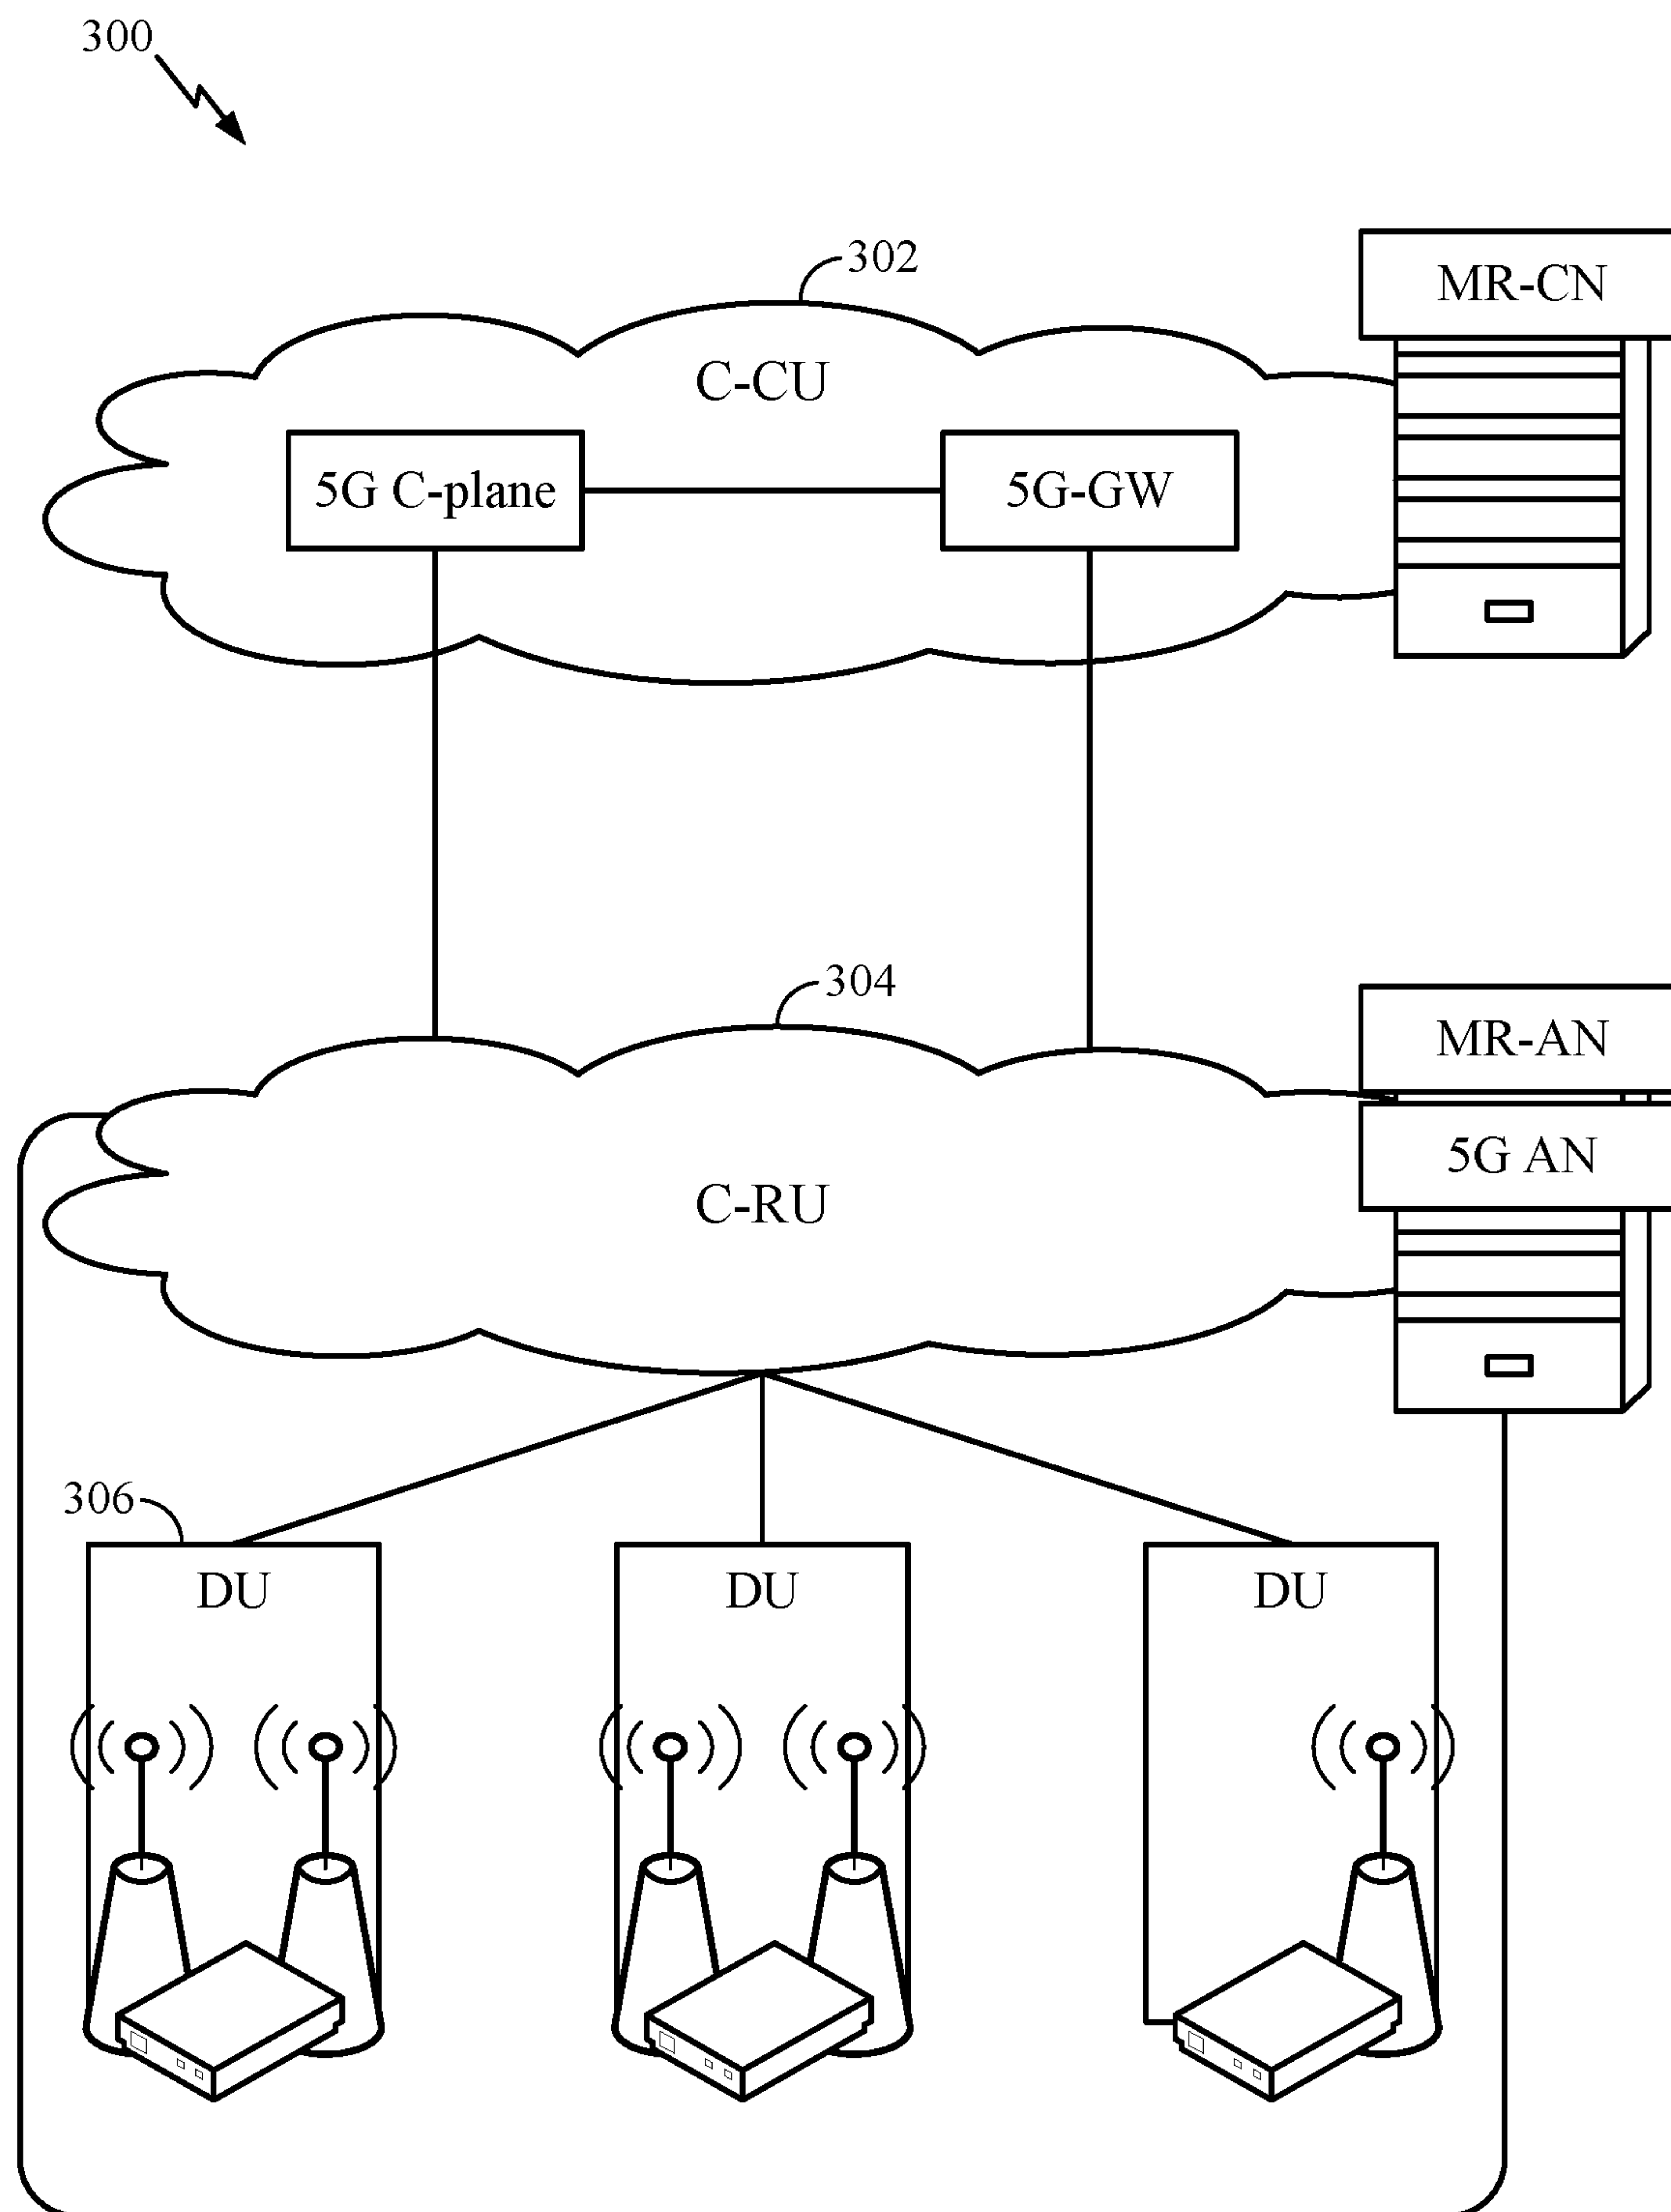 300
302
MR-CN
C-CU
5G C-plane
5G-GW
304
MR-AN
5G AN
C-RU
306
DU
DU
DU